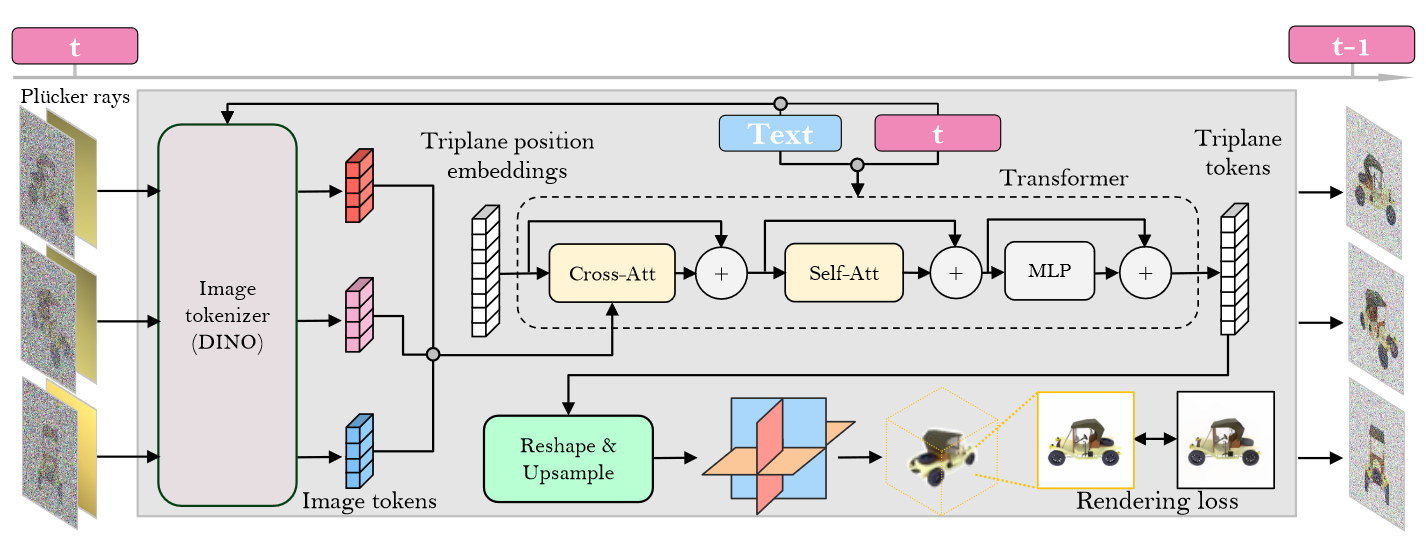 t
t-1
Plücker rays
Text
t
Triplane position
embeddings
Transformer
Triplane
tokens
Image
tokenizer
(DINO)
Cross-Att
+
Self-Att
+
MLP
+
Reshape &
Upsample
Image tokens
Rendering loss